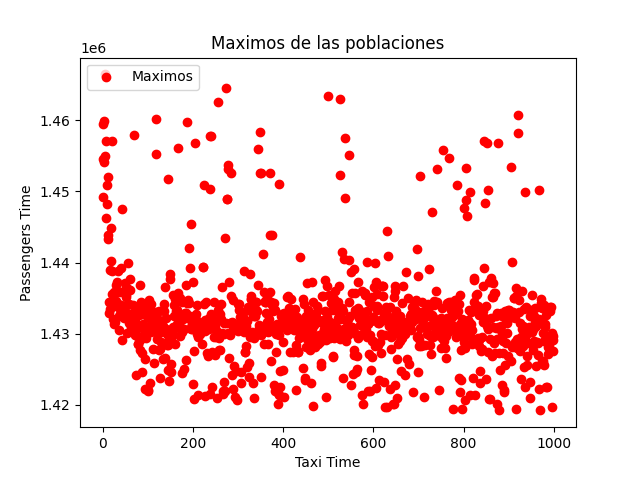 Maximos de las poblaciones
1e6
Maximos
1.46
1.45
1.44
1.43
1.42
Passengers Time
0 200 400 600 800 1000
Taxi Time